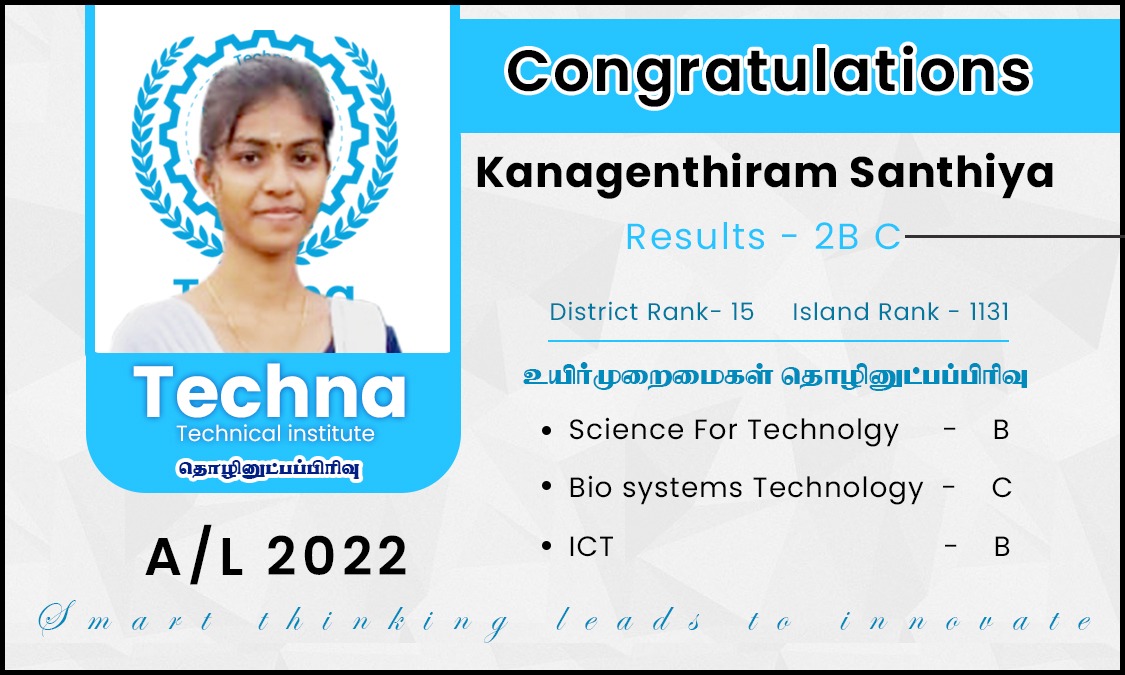 Techna
Congratulations
Kanagenthiram Santhiya
Results - 2B C
District Rank- 15 Island Rank - 1131
உயிர்முறைமைகள் தொழினுட்பப்பிரிவு
Science For Technolgy - B
Bio systems Technology - C
ICT - B
Techna
Technical institute
தொழினுட்பப்பிரிவு
A/L 2022
Smart thinking leads to innovate